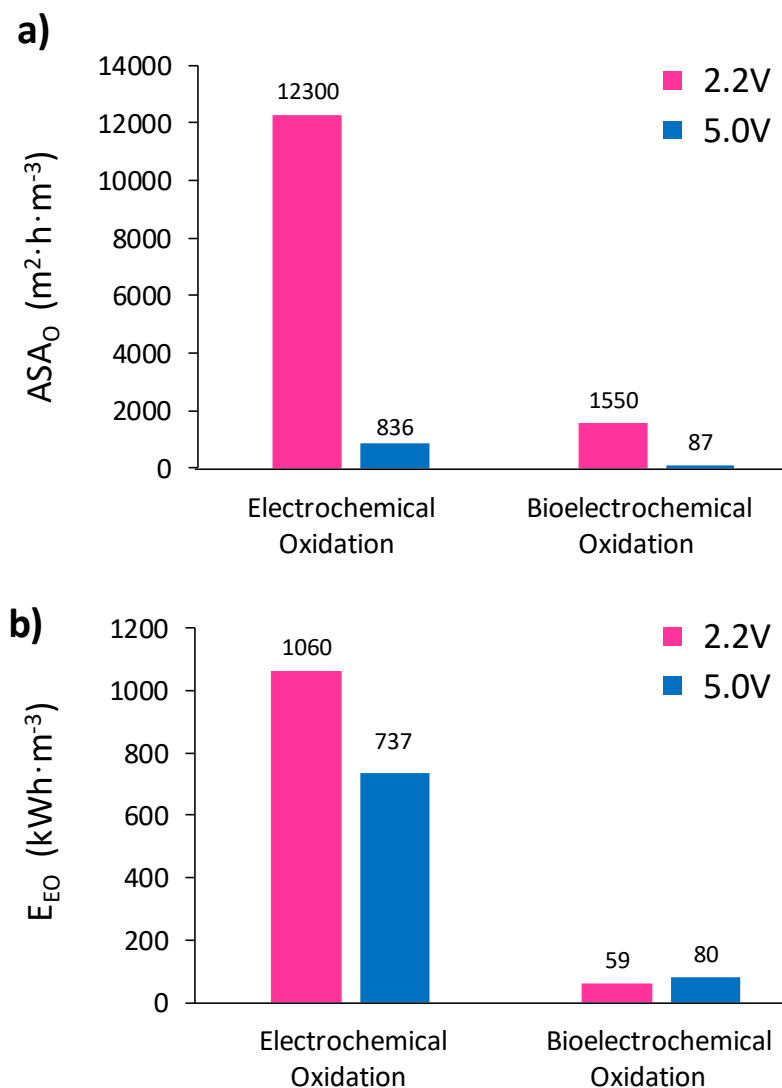 a)
ASA_O (m²·h·m⁻³)
14000
12000
10000
8000
6000
4000
2000
0
12300
836
1550
87
2.2V
5.0V
Electrochemical
Oxidation
Bioelectrochemical
Oxidation
b)
E_EO (kWh·m⁻³)
1200
1000
800
600
400
200
0
1060
737
59
80
2.2V
5.0V
Electrochemical
Oxidation
Bioelectrochemical
Oxidation